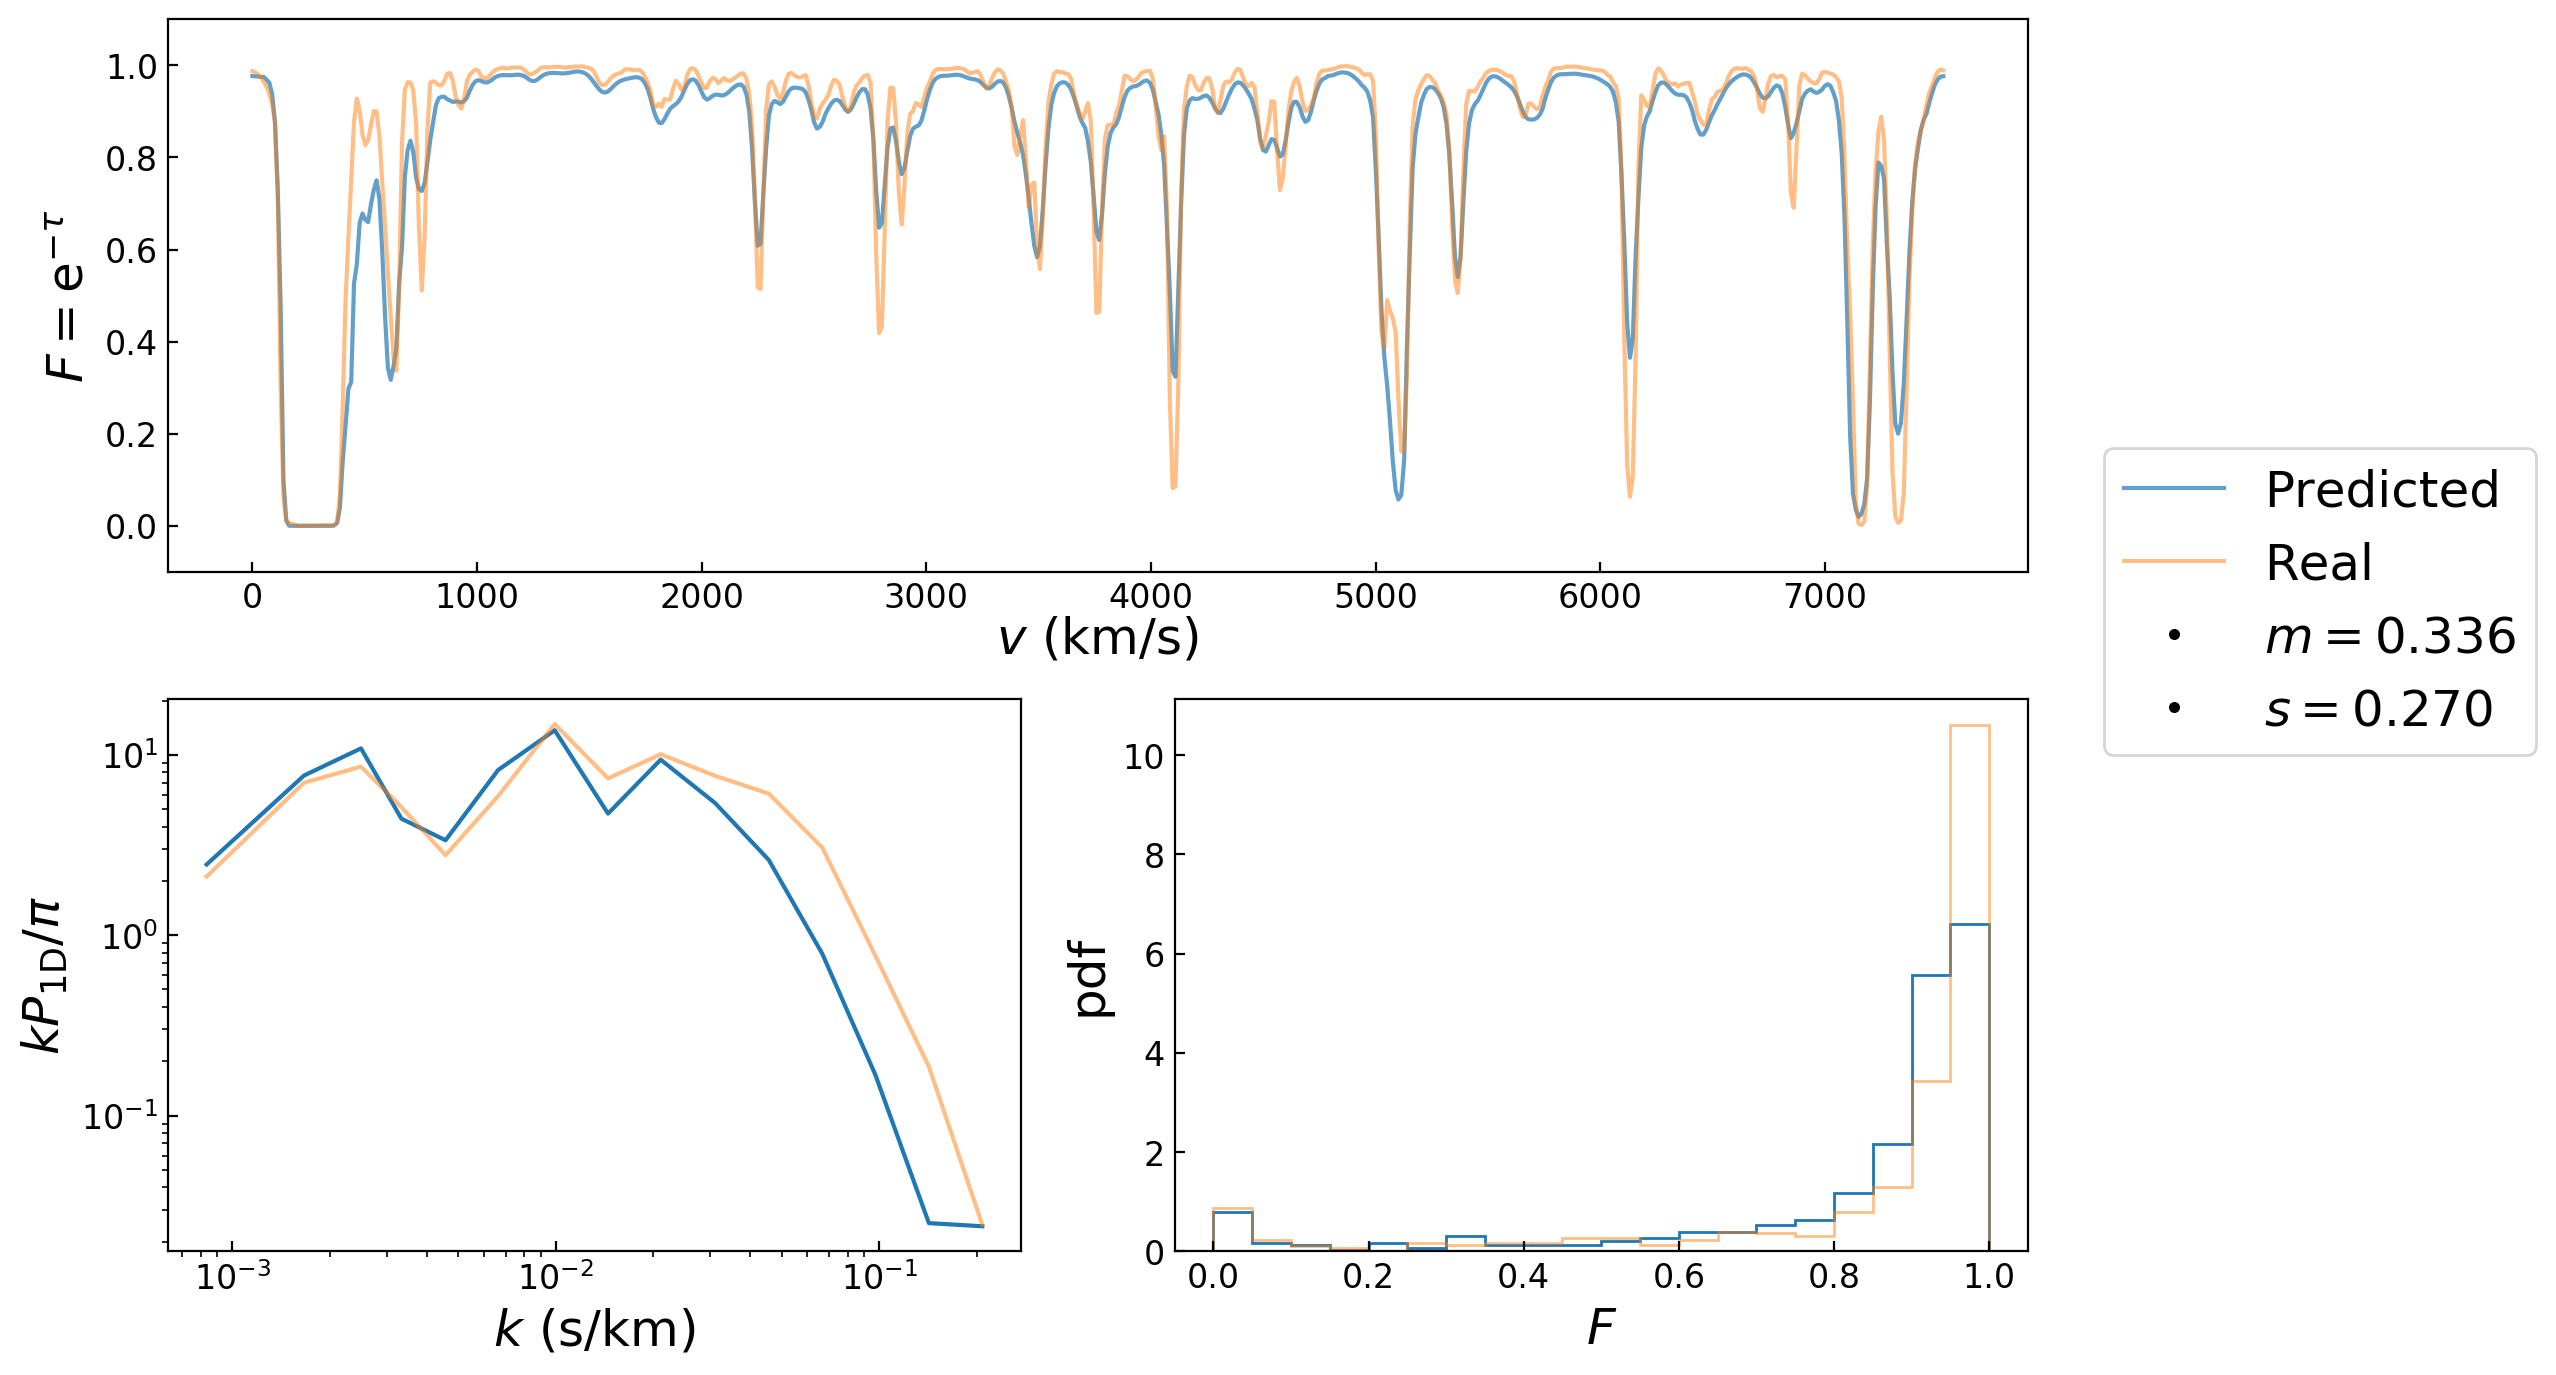 F = e^{-τ}
1.0
0.8
0.6
0.4
0.2
0.0
0 1000 2000 3000 4000 5000 6000 7000
v (km/s)
Predicted
Real
m = 0.336
s = 0.270
kP_{1D}/π
10^1
10^0
10^{-1}
10^{-3} 10^{-2} 10^{-1}
k (s/km)
pdf
10
8
6
4
2
0
0.0 0.2 0.4 0.6 0.8 1.0
F